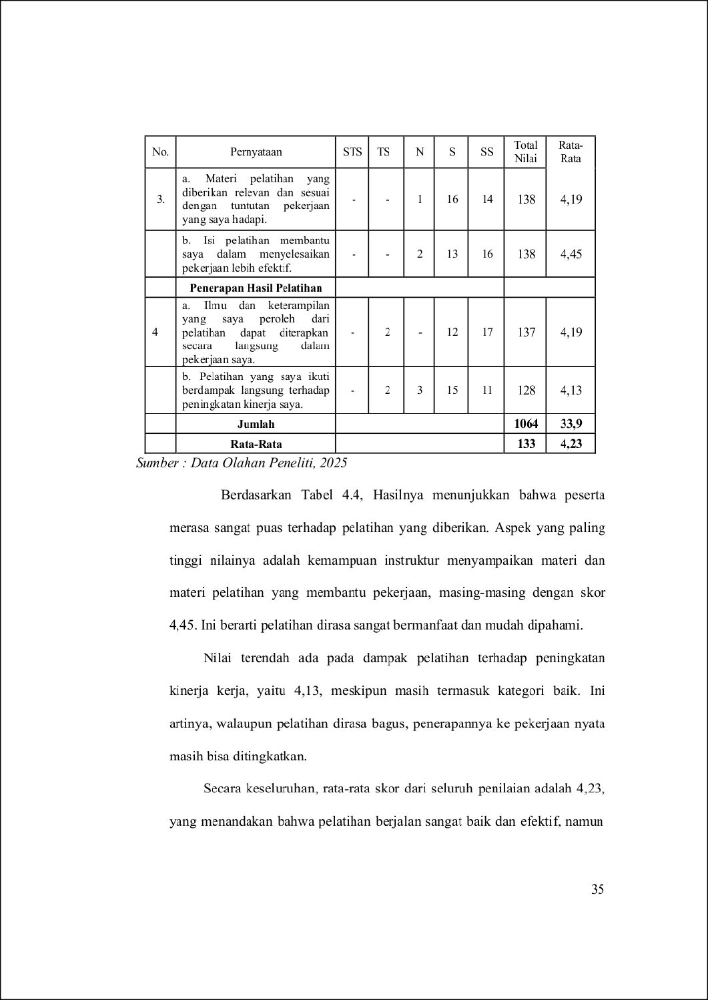 No. Pernyataan STS TS N S SS Total Nilai Rata-Rata
3. a. Materi pelatihan yang
diberikan relevan dan sesuai
dengan tuntutan pekerjaan
yang saya hadapi. - - 1 16 14 138 4,19
b. Isi pelatihan membantu
saya dalam menyelesaikan
pekerjaan lebih efektif. - - 2 13 16 138 4,45
Penerapan Hasil Pelatihan
4 a. Ilmu dan keterampilan
yang saya peroleh dari
pelatihan dapat diterapkan
secara langsung dalam
pekerjaan saya. - 2 - 12 17 137 4,19
b. Pelatihan yang saya ikuti
berdampak langsung terhadap
peningkatan kinerja saya. - 2 3 15 11 128 4,13
Jumlah 1064 33,9
Rata-Rata 133 4,23
Sumber : Data Olahan Peneliti, 2025
Berdasarkan Tabel 4.4, Hasilnya menunjukkan bahwa peserta
merasa sangat puas terhadap pelatihan yang diberikan. Aspek yang paling
tinggi nilainya adalah kemampuan instruktur menyampaikan materi dan
materi pelatihan yang membantu pekerjaan, masing-masing dengan skor
4,45. Ini berarti pelatihan dirasa sangat bermanfaat dan mudah dipahami.
Nilai terendah ada pada dampak pelatihan terhadap peningkatan
kinerja kerja, yaitu 4,13, meskipun masih termasuk kategori baik. Ini
artinya, walaupun pelatihan dirasa bagus, penerapannya ke pekerjaan nyata
masih bisa ditingkatkan.
Secara keseluruhan, rata-rata skor dari seluruh penilaian adalah 4,23,
yang menandakan bahwa pelatihan berjalan sangat baik dan efektif, namun
35